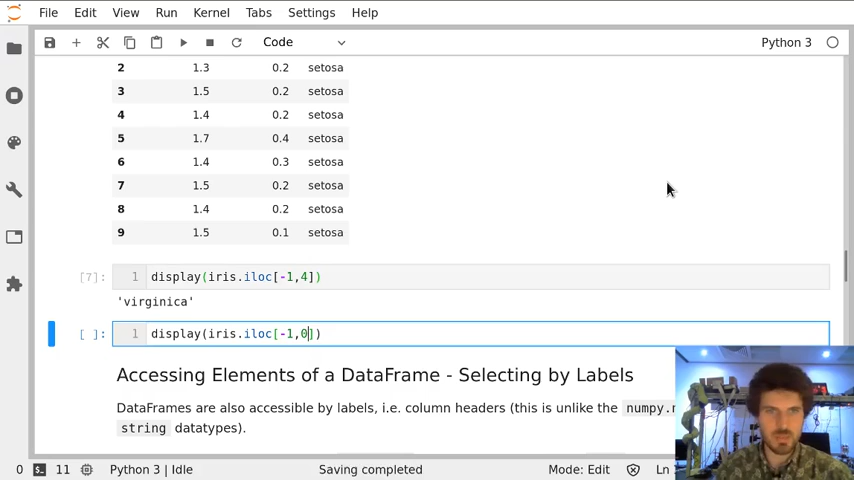 File Edit View Run Kernel Tabs Settings Help
Code Python 3
2 1.3 0.2 setosa
3 1.5 0.2 setosa
4 1.4 0.2 setosa
5 1.7 0.4 setosa
6 1.4 0.3 setosa
7 1.5 0.2 setosa
8 1.4 0.2 setosa
9 1.5 0.1 setosa
[7]: 1 display(iris.iloc[-1,4])
'virginica'
[ ]: 1 display(iris.iloc[-1,0])
Accessing Elements of a DataFrame - Selecting by Labels
DataFrames are also accessible by labels, i.e. column headers (this is unlike the
string datatypes).
0 11 Python 3 | Idle Saving completed Mode: Edit Ln